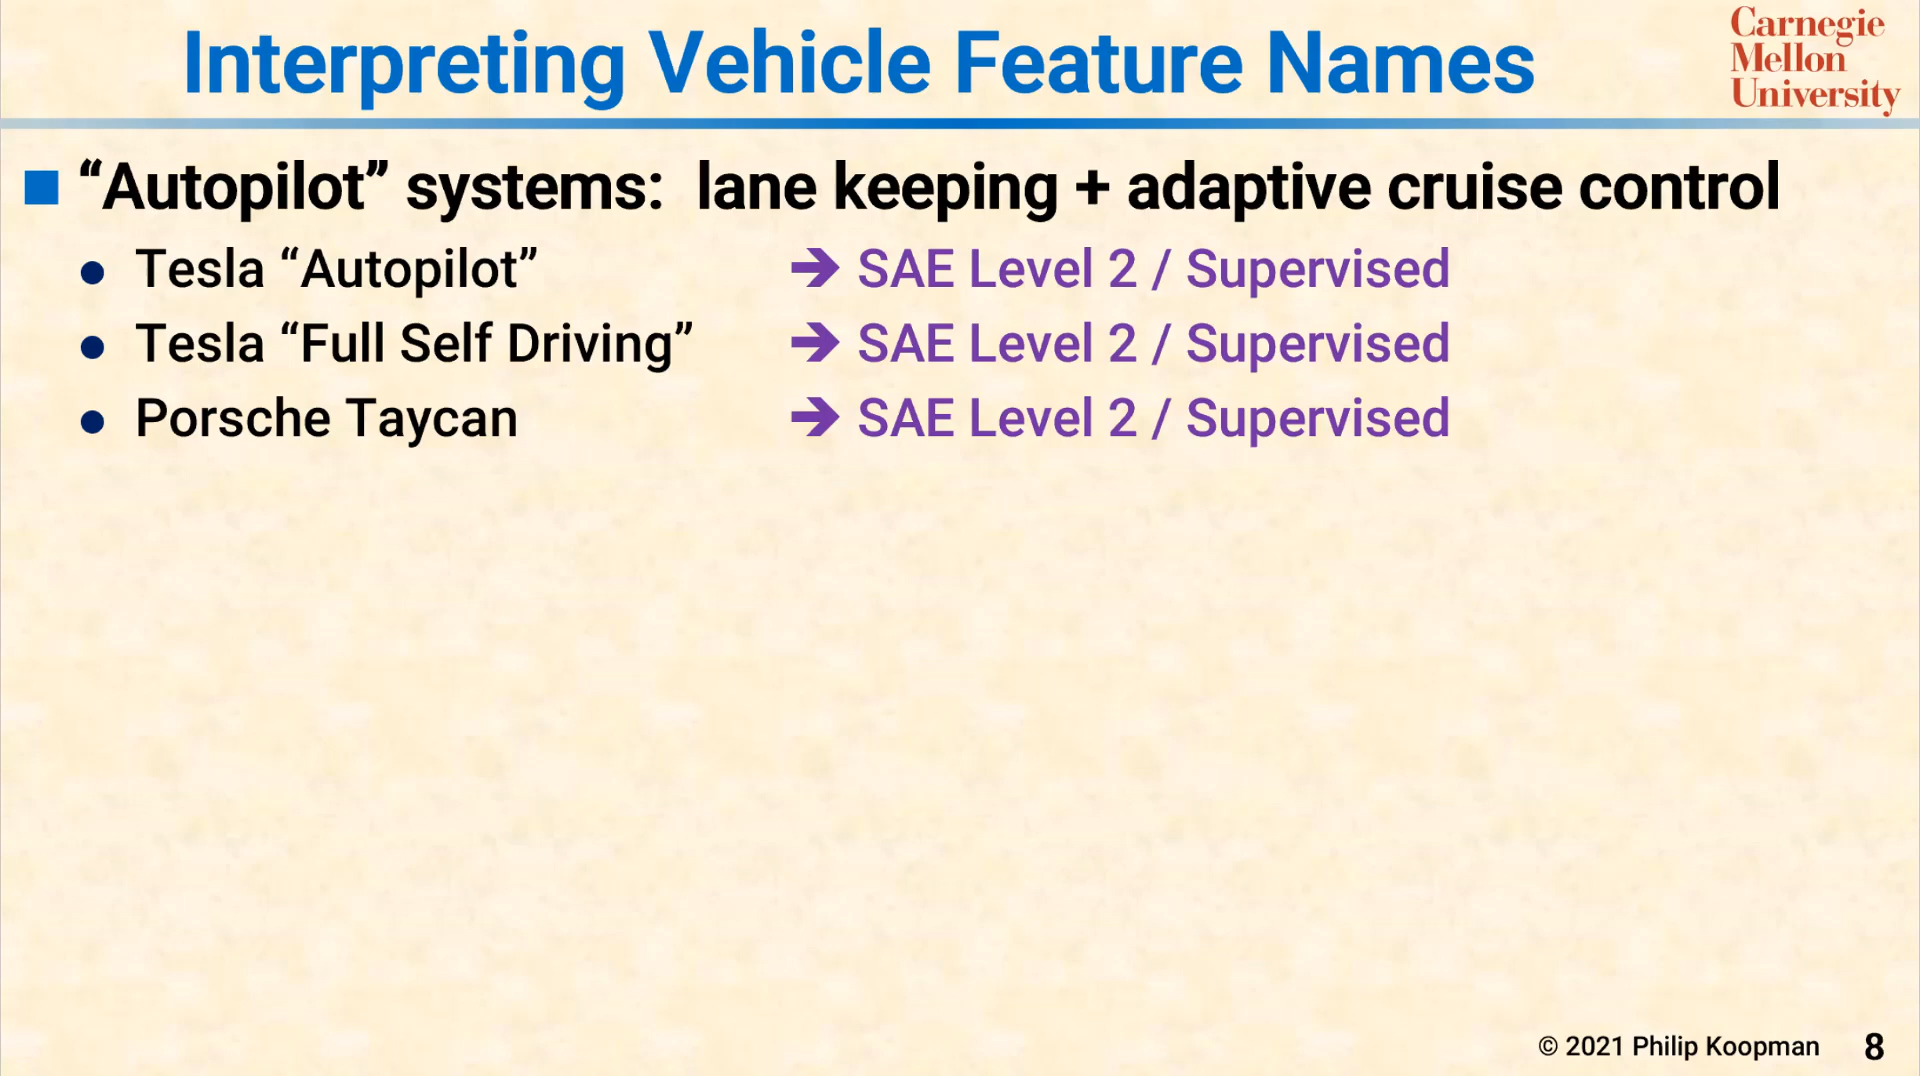 Interpreting Vehicle Feature Names
Carnegie
Mellon
University
“Autopilot” systems: lane keeping + adaptive cruise control
Tesla “Autopilot” ➔ SAE Level 2 / Supervised
Tesla “Full Self Driving” ➔ SAE Level 2 / Supervised
Porsche Taycan ➔ SAE Level 2 / Supervised
© 2021 Philip Koopman 8